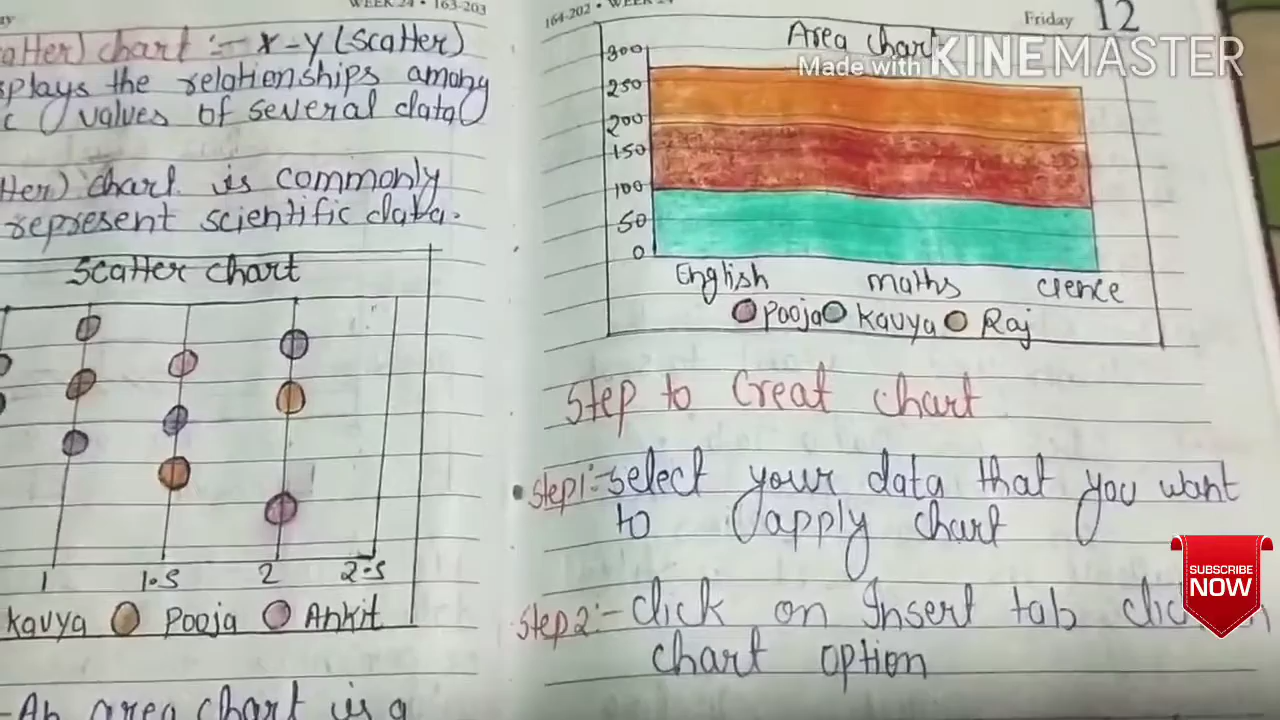 WEEK 24 • 163-203
chart :- X-Y (Scatter)
the relationships among
values of several data
chart is commonly
represent scientific data.
Scatter chart
1 1.5 2 2.5
Kavya Pooja Ankit
An area chart is a
164-202 • WEEK 24
Friday 12
Area chart
Made with KINEMASTER
300
250
200
150
100
50
0
English maths cience
Pooja Kavya Raj
Step to Creat chart
Step1:- Select your data that you want
to apply chart
Step2:- Click on Insert tab
chart option
SUBSCRIBE
NOW